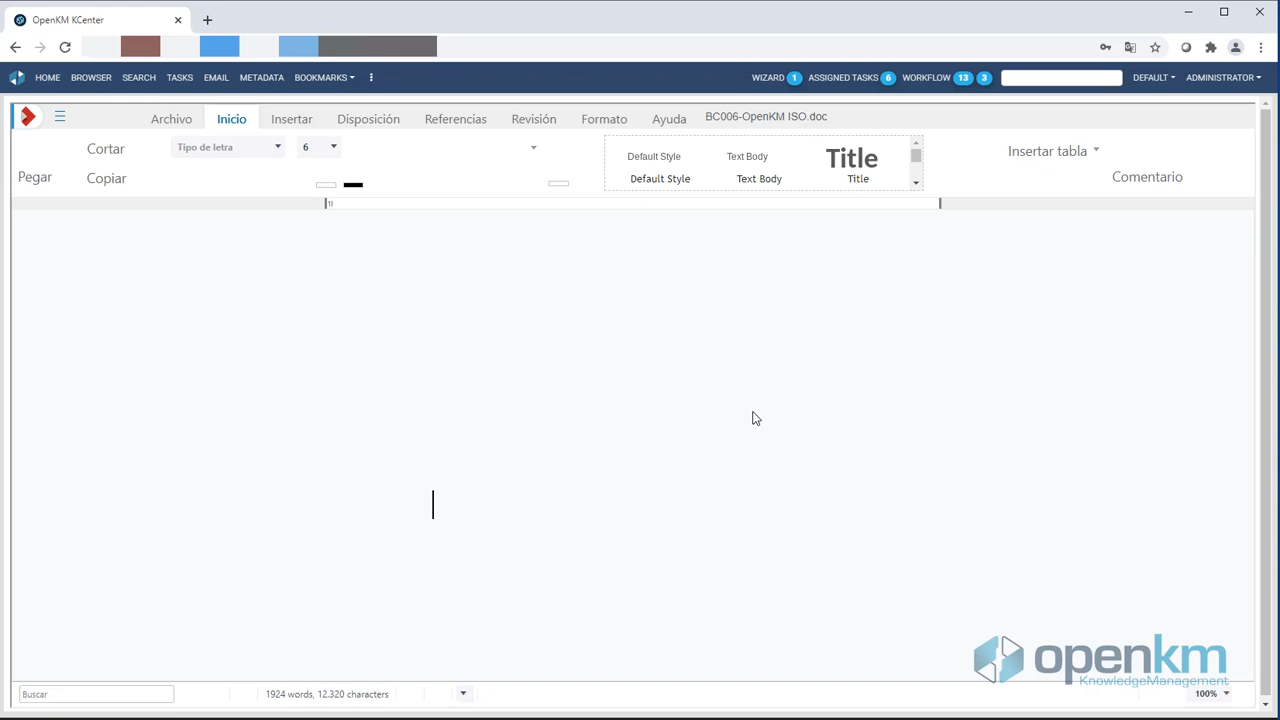 OpenKM KCenter
HOME BROWSER SEARCH TASKS EMAIL METADATA BOOKMARKS WIZARD 1 ASSIGNED TASKS 6 WORKFLOW 13 3 DEFAULT ADMINISTRATOR
Archivo Inicio Insertar Disposición Referencias Revisión Formato Ayuda BC006-OpenKM ISO.doc
Pegar
Cortar
Copiar
Tipo de letra 6
Default Style Text Body Title
Default Style Text Body Title
Insertar tabla
Comentario
openkm
KnowledgeManagement
Buscar 1924 words, 12.320 characters 100%